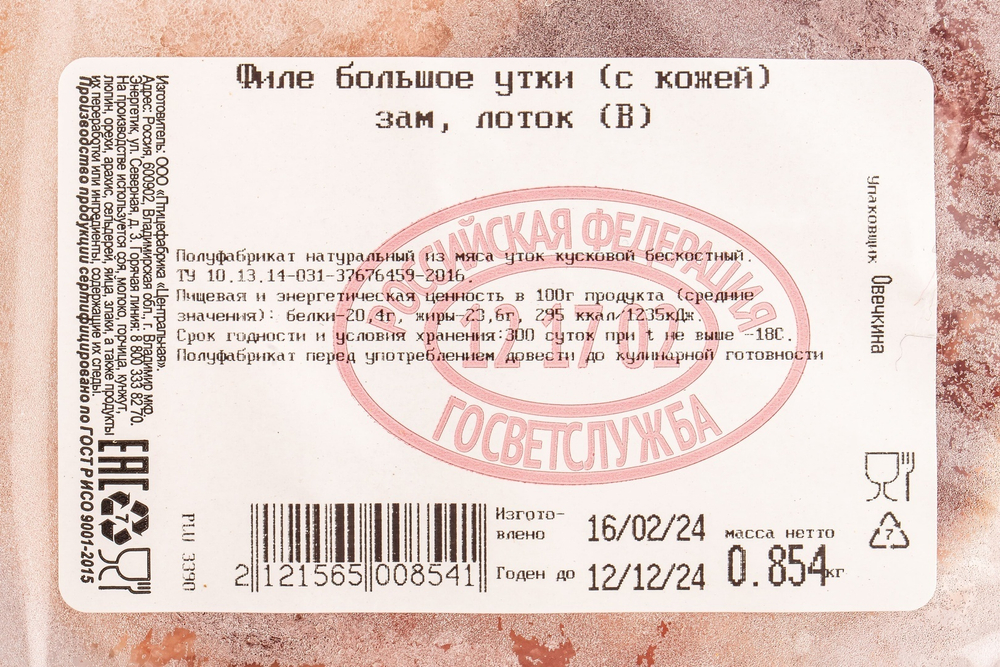 Филе большое утки (с кожей)
зам, лоток (В)
Полуфабрикат натуральный из мяса уток кусковой бескостный.
ТУ 10.13.14-031-37676459-2016.
Пищевая и энергетическая ценность в 100г продукта (средние
значения): белки-20,4г, жиры-23,6г, 295 ккал/1235кДж.
Срок годности и условия хранения:300 суток при t не выше -18С.
Полуфабрикат перед употреблением довести до кулинарной готовности
РОССИЙСКАЯ ФЕДЕРАЦИЯ
12 17 02
ГОСВЕТСЛУЖБА
Изготовитель: ООО «Птицефабрика «Центральная».
Адрес: Россия, 600902, Владимирская обл., г. Владимир мкр.
Энергетик, ул. Северная, д. 3. Горячая линия: 8 800 333 82 70.
На производстве используется соя, молоко, горчица, кунжут,
люпин, орехи, арахис, сельдерей, яйца, злаки, а также продукты
их переработки или ингредиенты, содержащие их следы.
Производство продукции сертифицировано по ГОСТ Р ИСО 9001-2015
EAC
7
PLU 3390
2 121565 008541
Изгото-
влено
16/02/24
Годен до
12/12/24
масса нетто
0.854кг
Упаковщик Овечкина
?